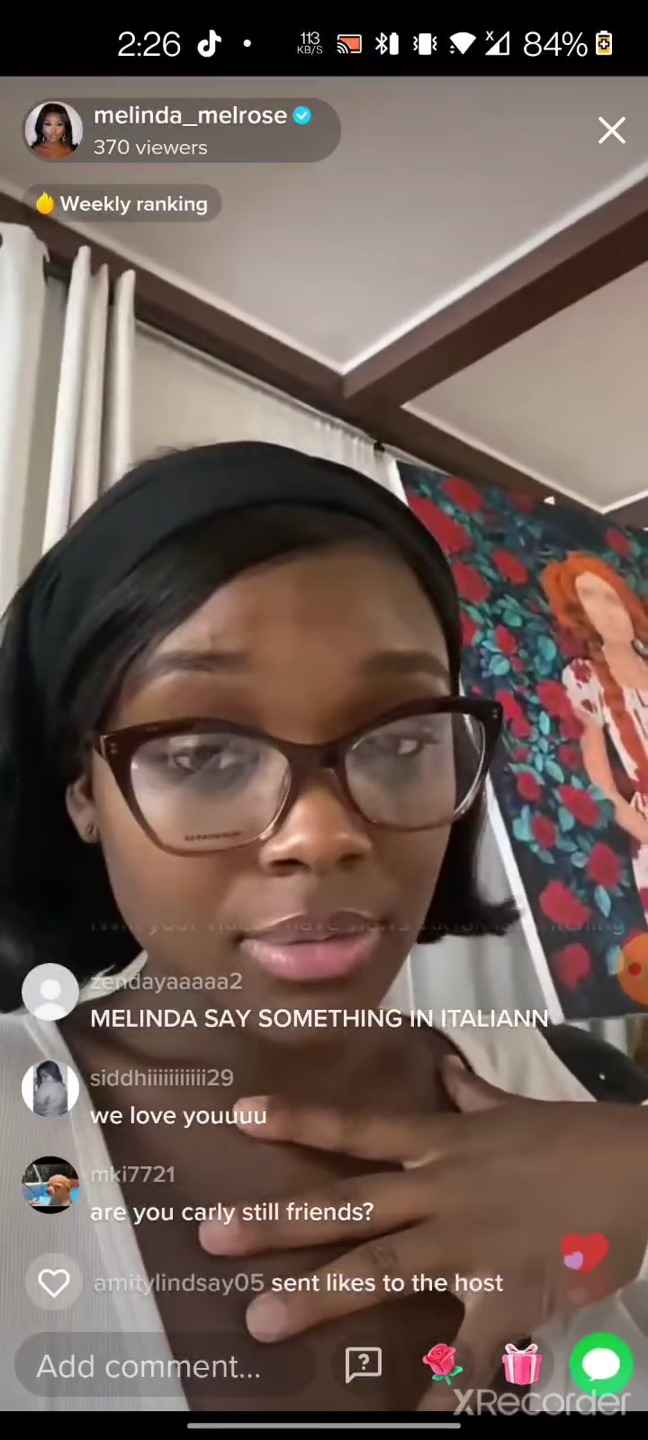 2:26
113
KB/S
X
84%
melinda_melrose
370 viewers
Weekly ranking
zendayaaaaa2
MELINDA SAY SOMETHING IN ITALIANN
siddhiiiiiiiiiii29
we love youuuu
mki7721
are you carly still friends?
amitylindsay05 sent likes to the host
Add comment...
?
XRecorder